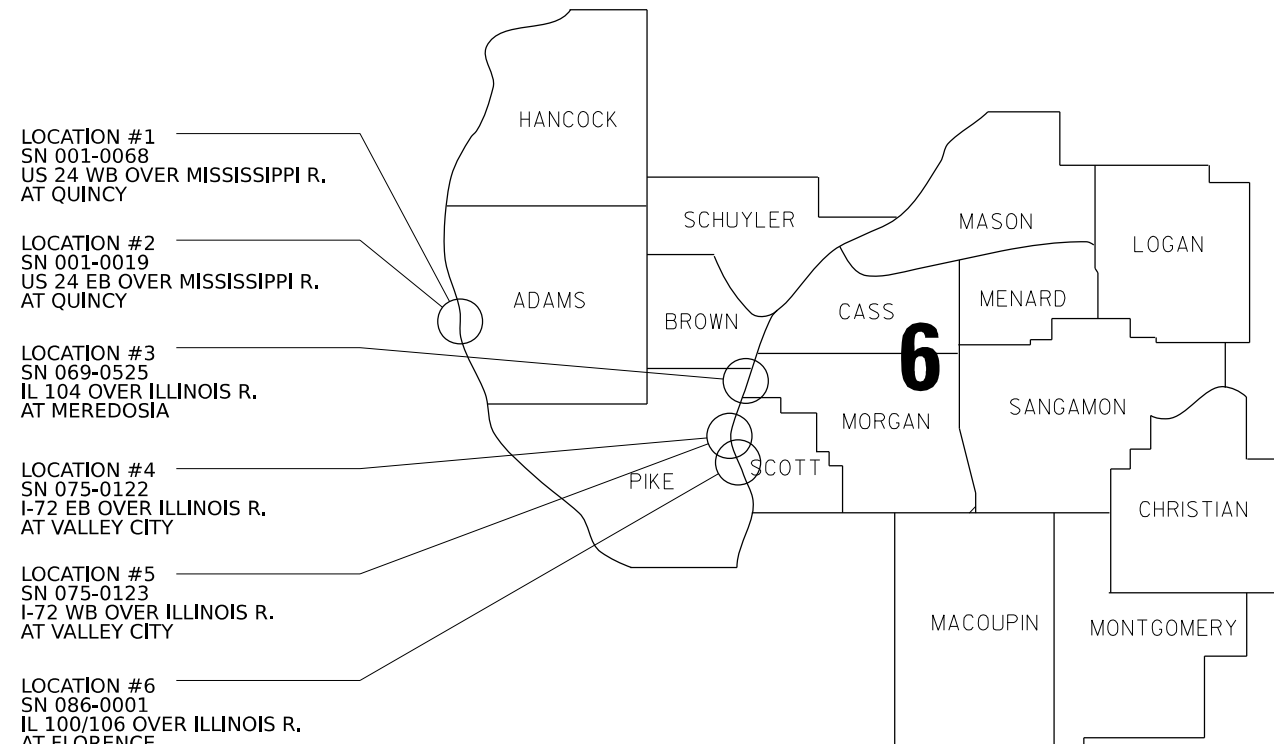 LOCATION #1
SN 001-0068
US 24 WB OVER MISSISSIPPI R.
AT QUINCY
LOCATION #2
SN 001-0019
US 24 EB OVER MISSISSIPPI R.
AT QUINCY
LOCATION #3
SN 069-0525
IL 104 OVER ILLINOIS R.
AT MEREDOSIA
LOCATION #4
SN 075-0122
I-72 EB OVER ILLINOIS R.
AT VALLEY CITY
LOCATION #5
SN 075-0123
I-72 WB OVER ILLINOIS R.
AT VALLEY CITY
LOCATION #6
SN 086-0001
IL 100/106 OVER ILLINOIS R.
AT FLORENCE
HANCOCK
SCHUYLER
MASON
LOGAN
ADAMS
BROWN
CASS
MENARD
6
PIKE
SCOTT
MORGAN
SANGAMON
CHRISTIAN
MACOUPIN
MONTGOMERY